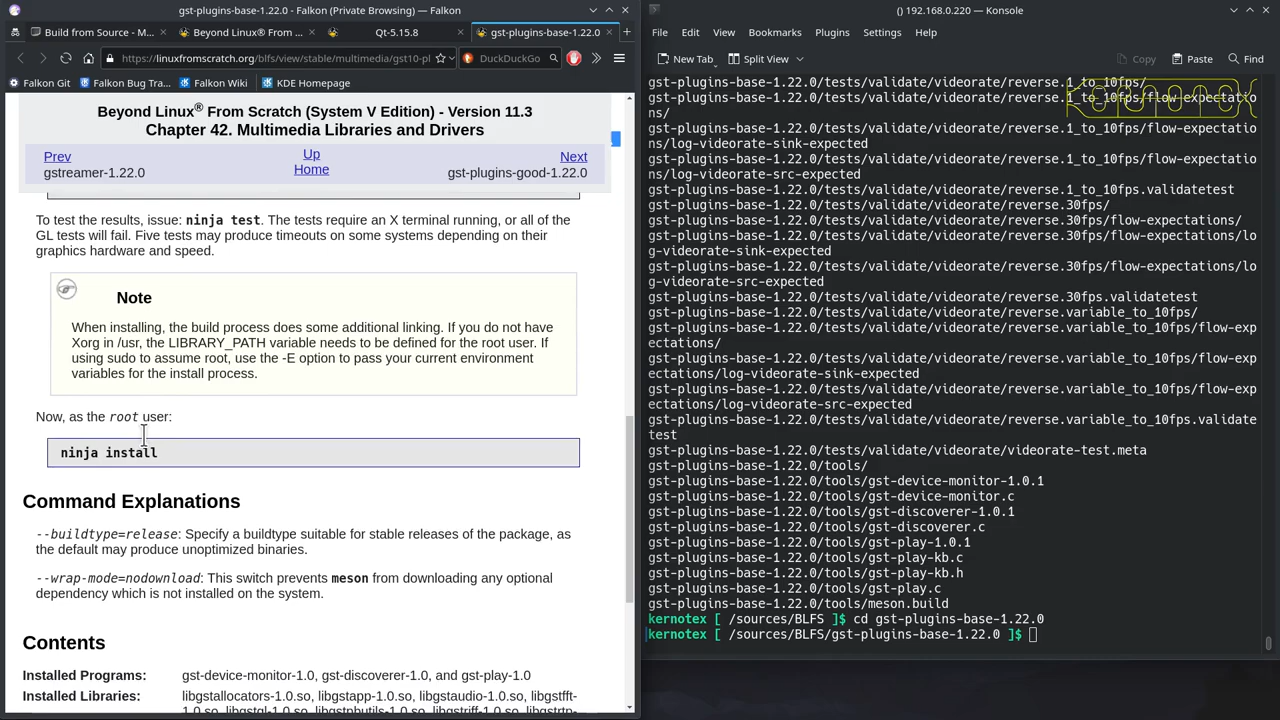 gst-plugins-base-1.22.0 - Falkon (Private Browsing) — Falkon
Build from Source - M...
Beyond Linux® From ...
Qt-5.15.8
gst-plugins-base-1.22.0
https://linuxfromscratch.org/blfs/view/stable/multimedia/gst10-pl
DuckDuckGo
Falkon Git
Falkon Bug Tra...
Falkon Wiki
KDE Homepage
Beyond Linux® From Scratch (System V Edition) - Version 11.3
Chapter 42. Multimedia Libraries and Drivers
Prev
Up
Next
gstreamer-1.22.0
Home
gst-plugins-good-1.22.0
To test the results, issue: ninja test. The tests require an X terminal running, or all of the
GL tests will fail. Five tests may produce timeouts on some systems depending on their
graphics hardware and speed.
Note
When installing, the build process does some additional linking. If you do not have
Xorg in /usr, the LIBRARY_PATH variable needs to be defined for the root user. If
using sudo to assume root, use the -E option to pass your current environment
variables for the install process.
Now, as the root user:
ninja install
Command Explanations
--buildtype=release: Specify a buildtype suitable for stable releases of the package, as
the default may produce unoptimized binaries.
--wrap-mode=nodownload: This switch prevents meson from downloading any optional
dependency which is not installed on the system.
Contents
Installed Programs: gst-device-monitor-1.0, gst-discoverer-1.0, and gst-play-1.0
Installed Libraries: libgstallocators-1.0.so, libgstapp-1.0.so, libgstaudio-1.0.so, libgstfft-
1.0.so, libgstgl-1.0.so, libgstpbutils-1.0.so, libgstriff-1.0.so, libgstrtp-
() 192.168.0.220 — Konsole
File Edit View Bookmarks Plugins Settings Help
New Tab
Split View
Copy
Paste
Find
gst-plugins-base-1.22.0/tests/validate/videorate/reverse.1_to_10fps/
gst-plugins-base-1.22.0/tests/validate/videorate/reverse.1_to_10fps/flow-expectatio
ns/
gst-plugins-base-1.22.0/tests/validate/videorate/reverse.1_to_10fps/flow-expectatio
ns/log-videorate-sink-expected
gst-plugins-base-1.22.0/tests/validate/videorate/reverse.1_to_10fps/flow-expectatio
ns/log-videorate-src-expected
gst-plugins-base-1.22.0/tests/validate/videorate/reverse.1_to_10fps.validatetest
gst-plugins-base-1.22.0/tests/validate/videorate/reverse.30fps/
gst-plugins-base-1.22.0/tests/validate/videorate/reverse.30fps/flow-expectations/
gst-plugins-base-1.22.0/tests/validate/videorate/reverse.30fps/flow-expectations/lo
g-videorate-sink-expected
gst-plugins-base-1.22.0/tests/validate/videorate/reverse.30fps/flow-expectations/lo
g-videorate-src-expected
gst-plugins-base-1.22.0/tests/validate/videorate/reverse.30fps.validatetest
gst-plugins-base-1.22.0/tests/validate/videorate/reverse.variable_to_10fps/
gst-plugins-base-1.22.0/tests/validate/videorate/reverse.variable_to_10fps/flow-exp
ectations/
gst-plugins-base-1.22.0/tests/validate/videorate/reverse.variable_to_10fps/flow-exp
ectations/log-videorate-sink-expected
gst-plugins-base-1.22.0/tests/validate/videorate/reverse.variable_to_10fps/flow-exp
ectations/log-videorate-src-expected
gst-plugins-base-1.22.0/tests/validate/videorate/reverse.variable_to_10fps.validate
test
gst-plugins-base-1.22.0/tests/validate/videorate/videorate-test.meta
gst-plugins-base-1.22.0/tools/
gst-plugins-base-1.22.0/tools/gst-device-monitor-1.0.1
gst-plugins-base-1.22.0/tools/gst-device-monitor.c
gst-plugins-base-1.22.0/tools/gst-discoverer-1.0.1
gst-plugins-base-1.22.0/tools/gst-discoverer.c
gst-plugins-base-1.22.0/tools/gst-play-1.0.1
gst-plugins-base-1.22.0/tools/gst-play-kb.c
gst-plugins-base-1.22.0/tools/gst-play-kb.h
gst-plugins-base-1.22.0/tools/gst-play.c
gst-plugins-base-1.22.0/tools/meson.build
kernotex [ /sources/BLFS ]$ cd gst-plugins-base-1.22.0
kernotex [ /sources/BLFS/gst-plugins-base-1.22.0 ]$